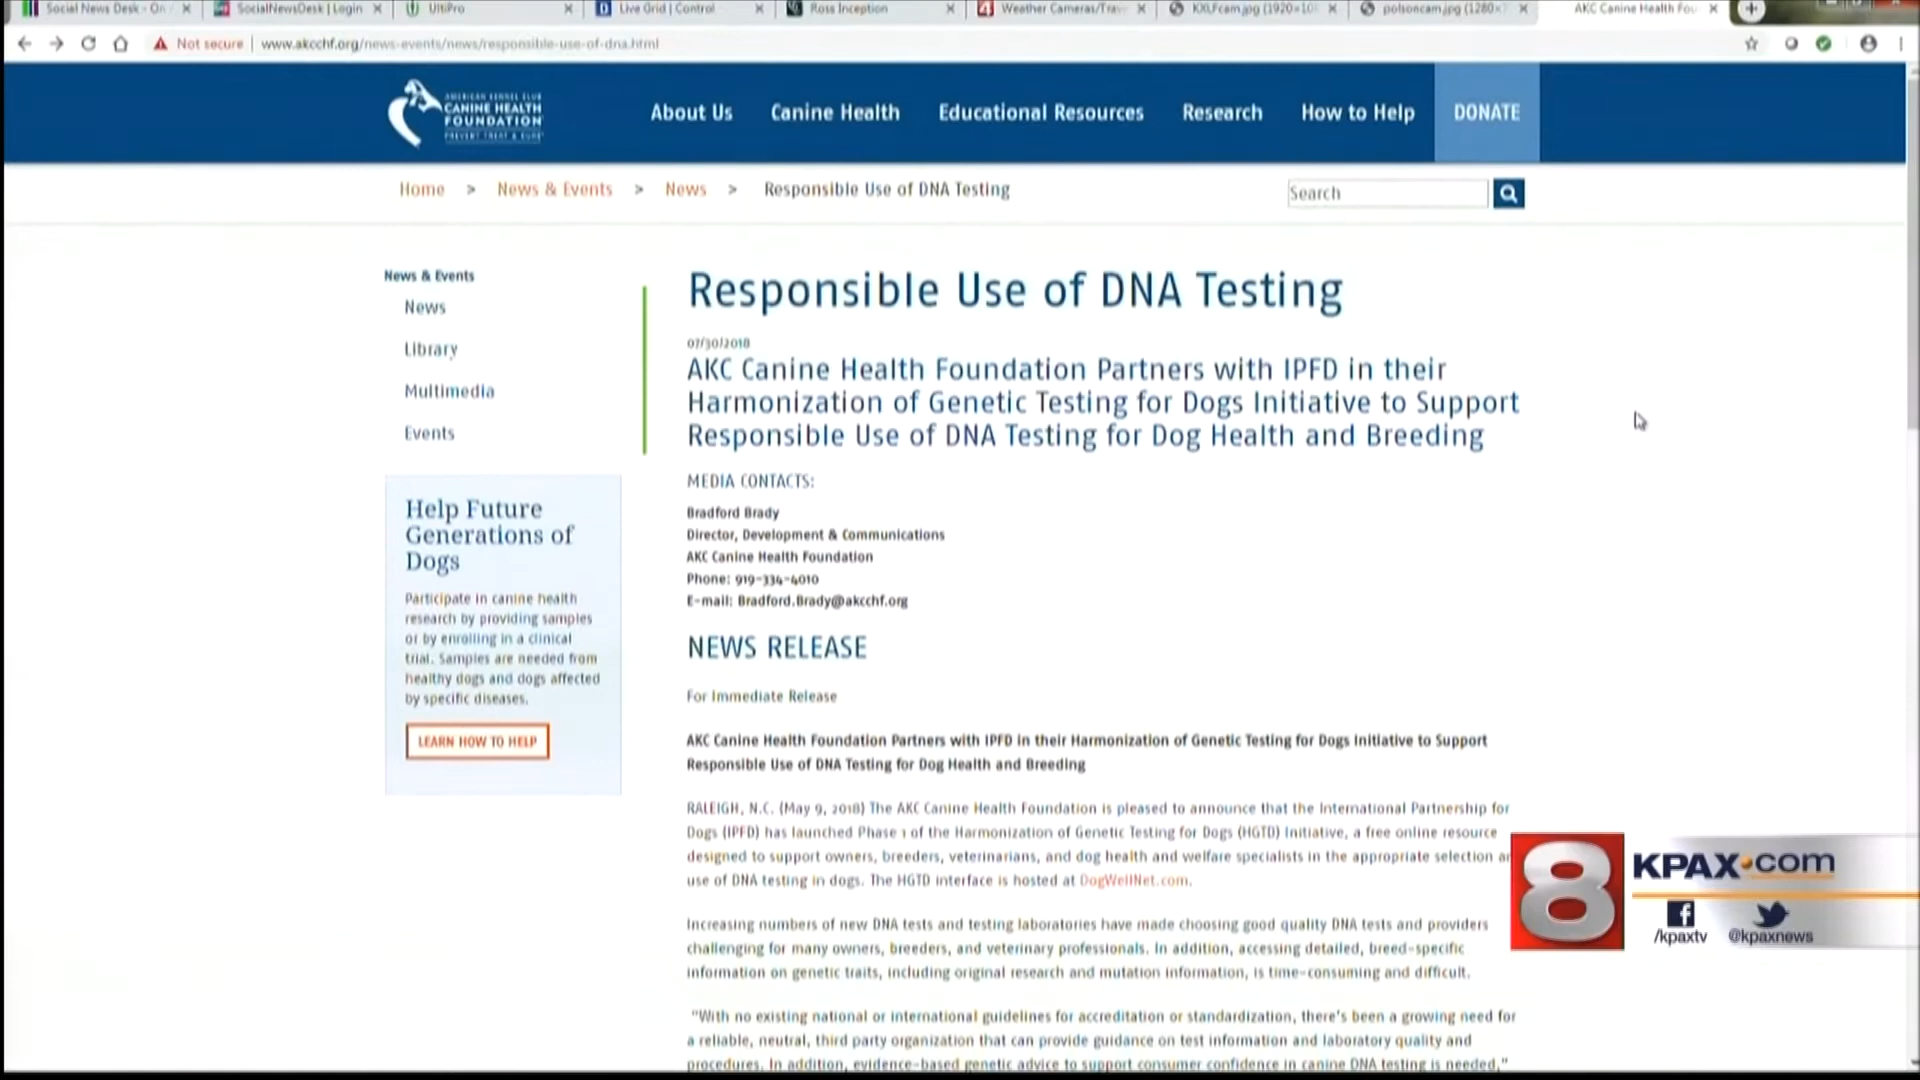 Social News Desk - On
SocialNewsDesk | Login
UltiPro
Live Grid | Control
Ross Inception
Weather Cameras/Trav
KXLFcam.jpg (1920×10
polsoncam.jpg (1280×
AKC Canine Health Fou
Not secure | www.akcchf.org/news-events/news/responsible-use-of-dna.html
AMERICAN KENNEL CLUB
CANINE HEALTH
FOUNDATION
PREVENT TREAT & CURE
About Us
Canine Health
Educational Resources
Research
How to Help
DONATE
Home > News & Events > News > Responsible Use of DNA Testing
Search
News & Events
News
Library
Multimedia
Events
Help Future
Generations of
Dogs
Participate in canine health
research by providing samples
or by enrolling in a clinical
trial. Samples are needed from
healthy dogs and dogs affected
by specific diseases.
LEARN HOW TO HELP
Responsible Use of DNA Testing
07/30/2018
AKC Canine Health Foundation Partners with IPFD in their
Harmonization of Genetic Testing for Dogs Initiative to Support
Responsible Use of DNA Testing for Dog Health and Breeding
MEDIA CONTACTS:
Bradford Brady
Director, Development & Communications
AKC Canine Health Foundation
Phone: 919-334-4010
E-mail: Bradford.Brady@akcchf.org
NEWS RELEASE
For Immediate Release
AKC Canine Health Foundation Partners with IPFD in their Harmonization of Genetic Testing for Dogs Initiative to Support
Responsible Use of DNA Testing for Dog Health and Breeding
RALEIGH, N.C. (May 9, 2018) The AKC Canine Health Foundation is pleased to announce that the International Partnership for
Dogs (IPFD) has launched Phase 1 of the Harmonization of Genetic Testing for Dogs (HGTD) Initiative, a free online resource
designed to support owners, breeders, veterinarians, and dog health and welfare specialists in the appropriate selection
use of DNA testing in dogs. The HGTD interface is hosted at DogWellNet.com.
Increasing numbers of new DNA tests and testing laboratories have made choosing good quality DNA tests and providers
challenging for many owners, breeders, and veterinary professionals. In addition, accessing detailed, breed-specific
information on genetic traits, including original research and mutation information, is time-consuming and difficult.
"With no existing national or international guidelines for accreditation or standardization, there's been a growing need for
a reliable, neutral, third party organization that can provide guidance on test information and laboratory quality and
procedures. In addition, evidence-based genetic advice to support consumer confidence in canine DNA testing is needed,"
8
KPAX.com
/kpaxtv
@kpaxnews